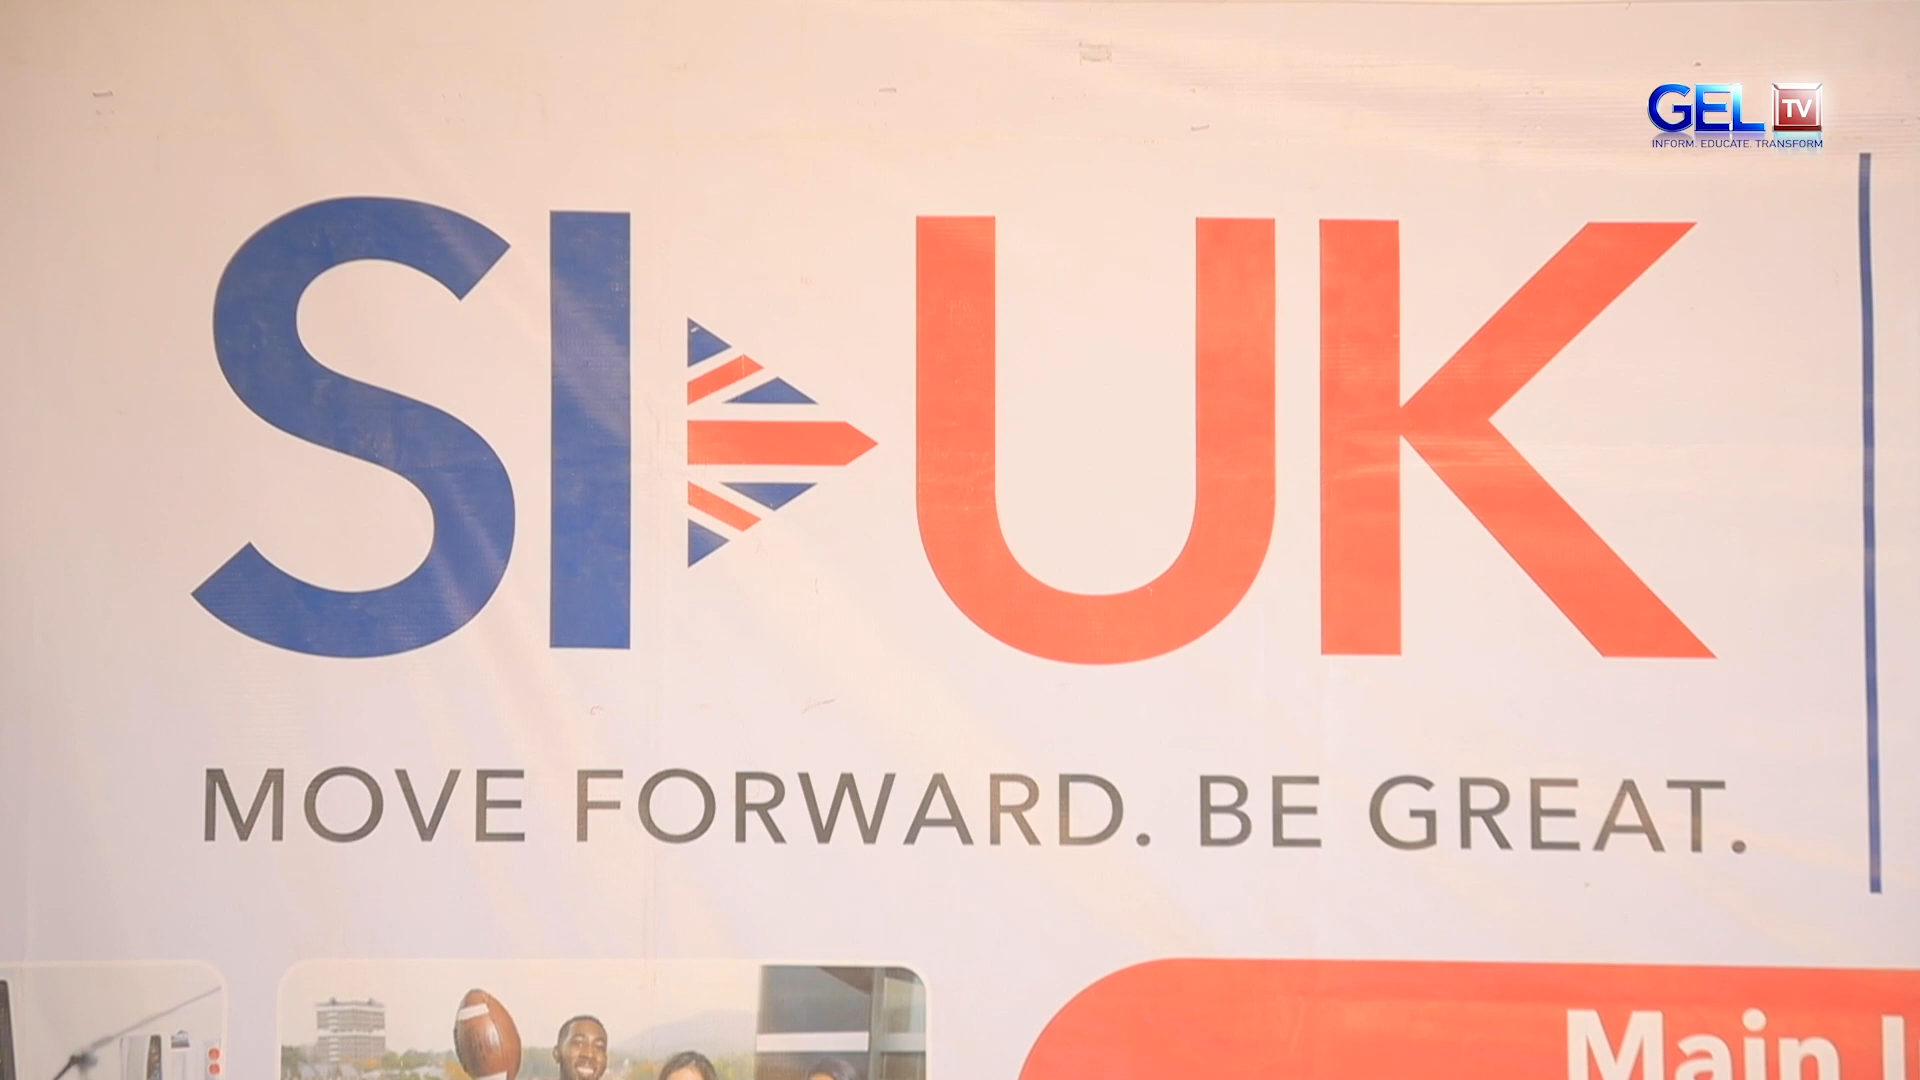 GEL TV
INFORM. EDUCATE. TRANSFORM
SI UK
MOVE FORWARD. BE GREAT.
Main